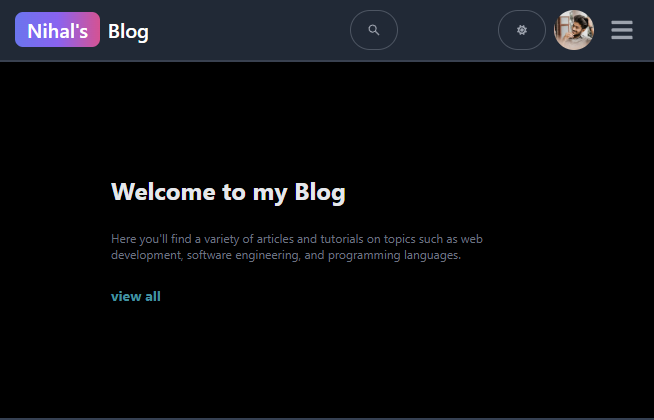 Nihal's Blog
Welcome to my Blog
Here you'll find a variety of articles and tutorials on topics such as web
development, software engineering, and programming languages.
view all